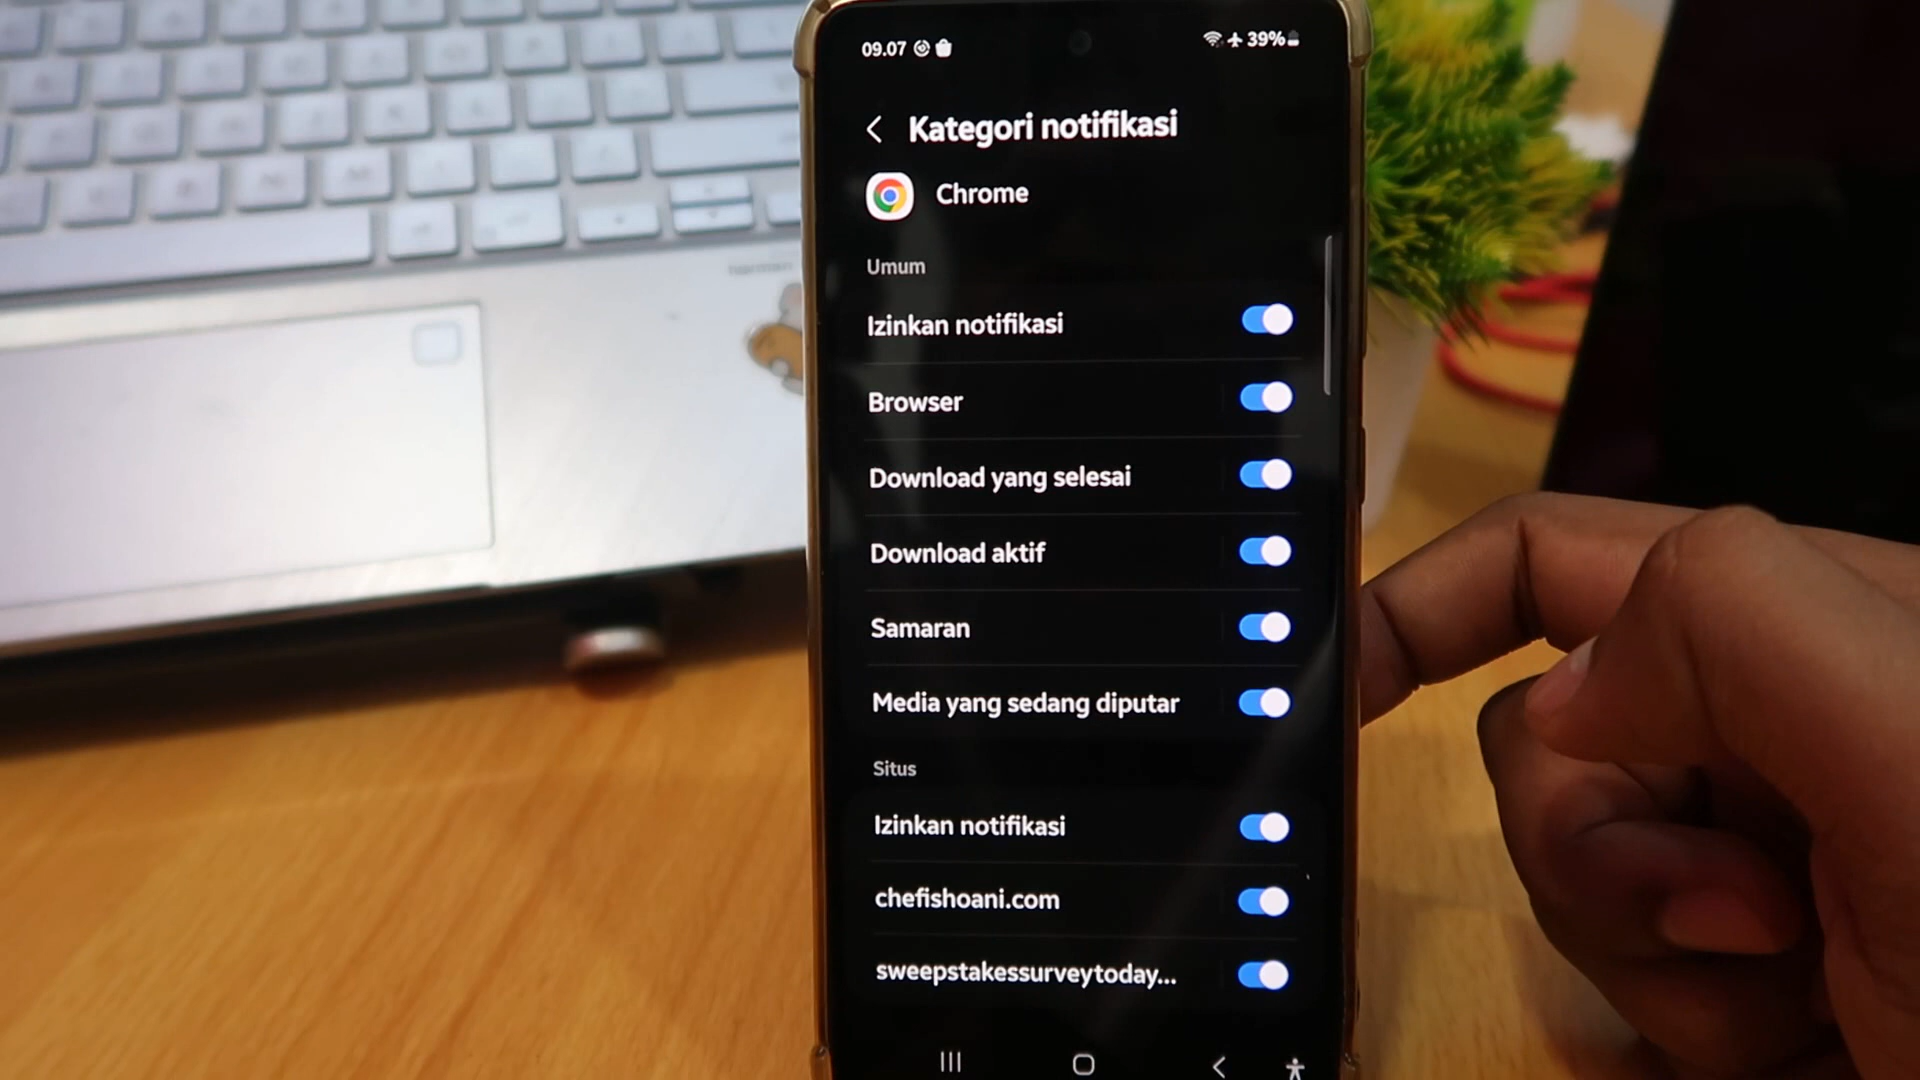 09.07
39%
Kategori notifikasi
Chrome
Umum
Izinkan notifikasi
Browser
Download yang selesai
Download aktif
Samaran
Media yang sedang diputar
Situs
Izinkan notifikasi
chefishoani.com
sweepstakessurveytoday...